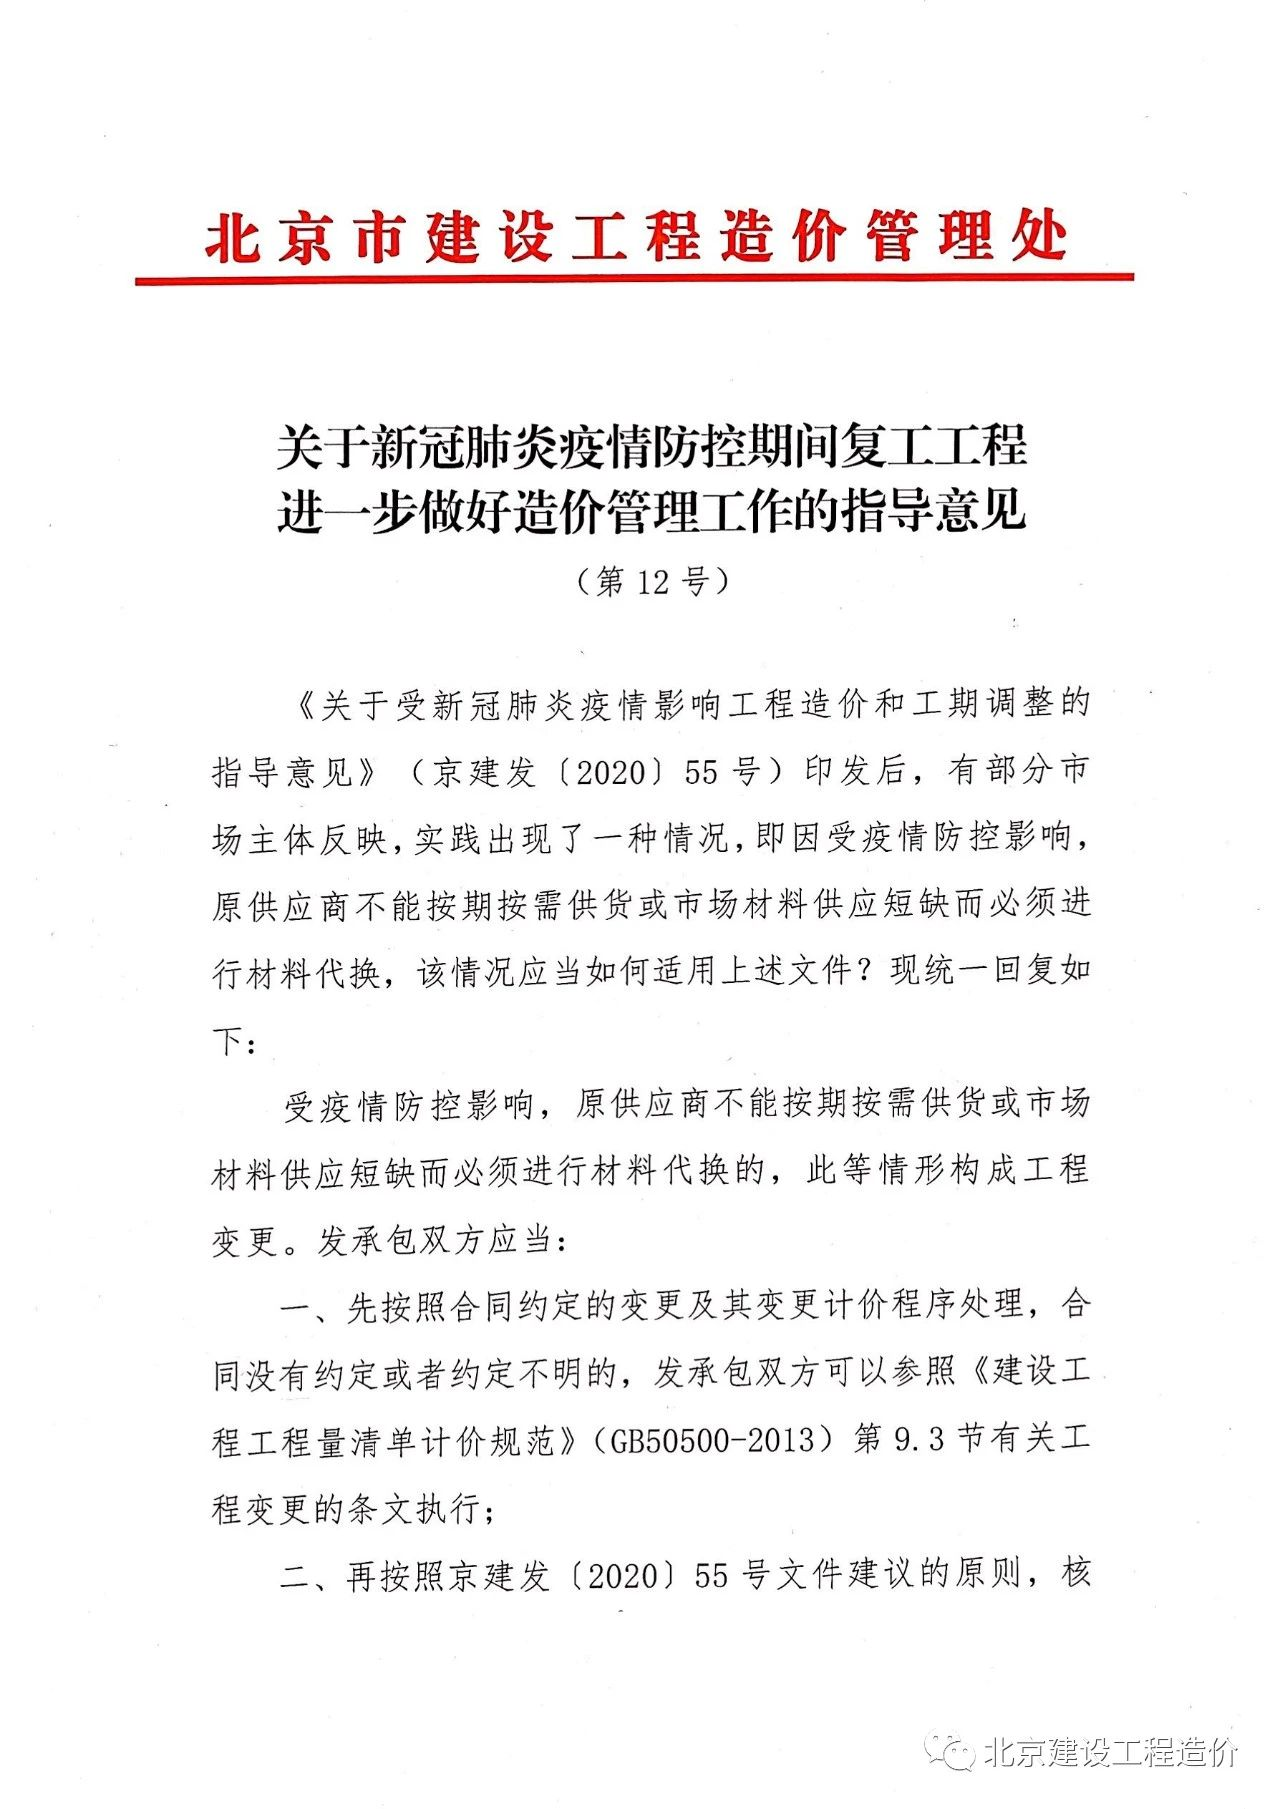 北京市建设工程造价管理处
关于新冠肺炎疫情防控期间复工工程
进一步做好造价管理工作的指导意见
（第 12 号）
《关于受新冠肺炎疫情影响工程造价和工期调整的
指导意见》（京建发〔2020〕55 号）印发后，有部分市
场主体反映，实践出现了一种情况，即因受疫情防控影响，
原供应商不能按期按需供货或市场材料供应短缺而必须进
行材料代换，该情况应当如何适用上述文件？现统一回复如
下：
受疫情防控影响，原供应商不能按期按需供货或市场
材料供应短缺而必须进行材料代换的，此等情形构成工程
变更。发承包双方应当：
一、先按照合同约定的变更及其变更计价程序处理，合
同没有约定或者约定不明的，发承包双方可以参照《建设工
程工程量清单计价规范》（GB50500-2013）第 9.3 节有关工
程变更的条文执行；
二、再按照京建发〔2020〕55 号文件建议的原则，核
北京建设工程造价